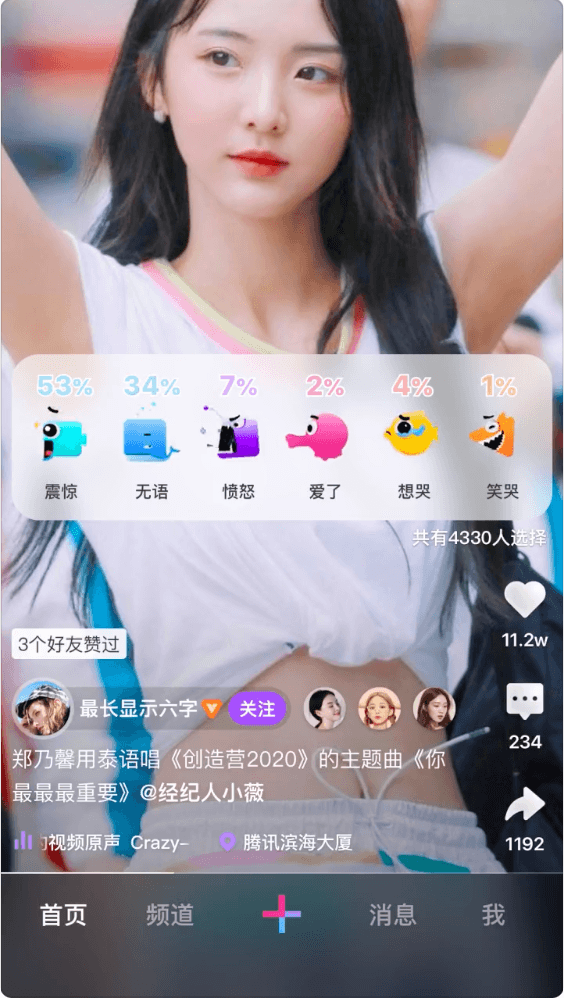 53% 34% 7% 2% 4% 1%
震惊 无语 愤怒 爱了 想哭 笑哭
共有4330人选择
11.2w
3个好友赞过
最长显示六字 关注
234
郑乃馨用泰语唱《创造营2020》的主题曲《你
最最最重要》@经纪人小薇
1192
视频原声 Crazy-
腾讯滨海大厦
首页 频道 消息 我